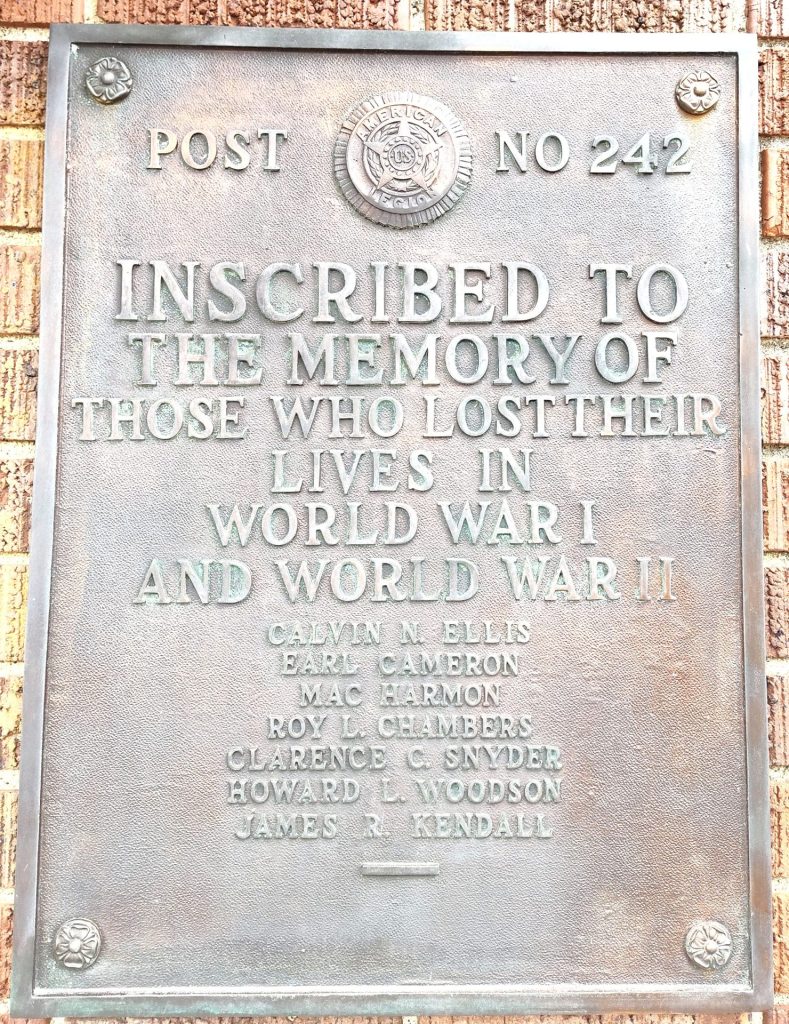 POST NO 242
AMERICAN
US
LEGION
INSCRIBED TO
THE MEMORY OF
THOSE WHO LOST THEIR
LIVES IN
WORLD WAR I
AND WORLD WAR II
CALVIN N. ELLIS
EARL CAMERON
MAC HARMON
ROY L. CHAMBERS
CLARENCE C. SNYDER
HOWARD L. WOODSON
JAMES R. KENDALL